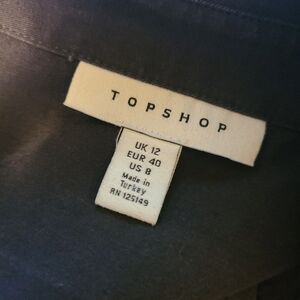 TOPSHOP
UK 12
EUR 40
US 8
Made in
Turkey
RN 125149